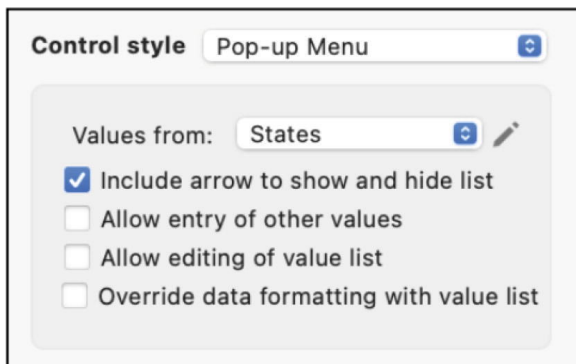 Control style Pop-up Menu
Values from: States
Include arrow to show and hide list
Allow entry of other values
Allow editing of value list
Override data formatting with value list